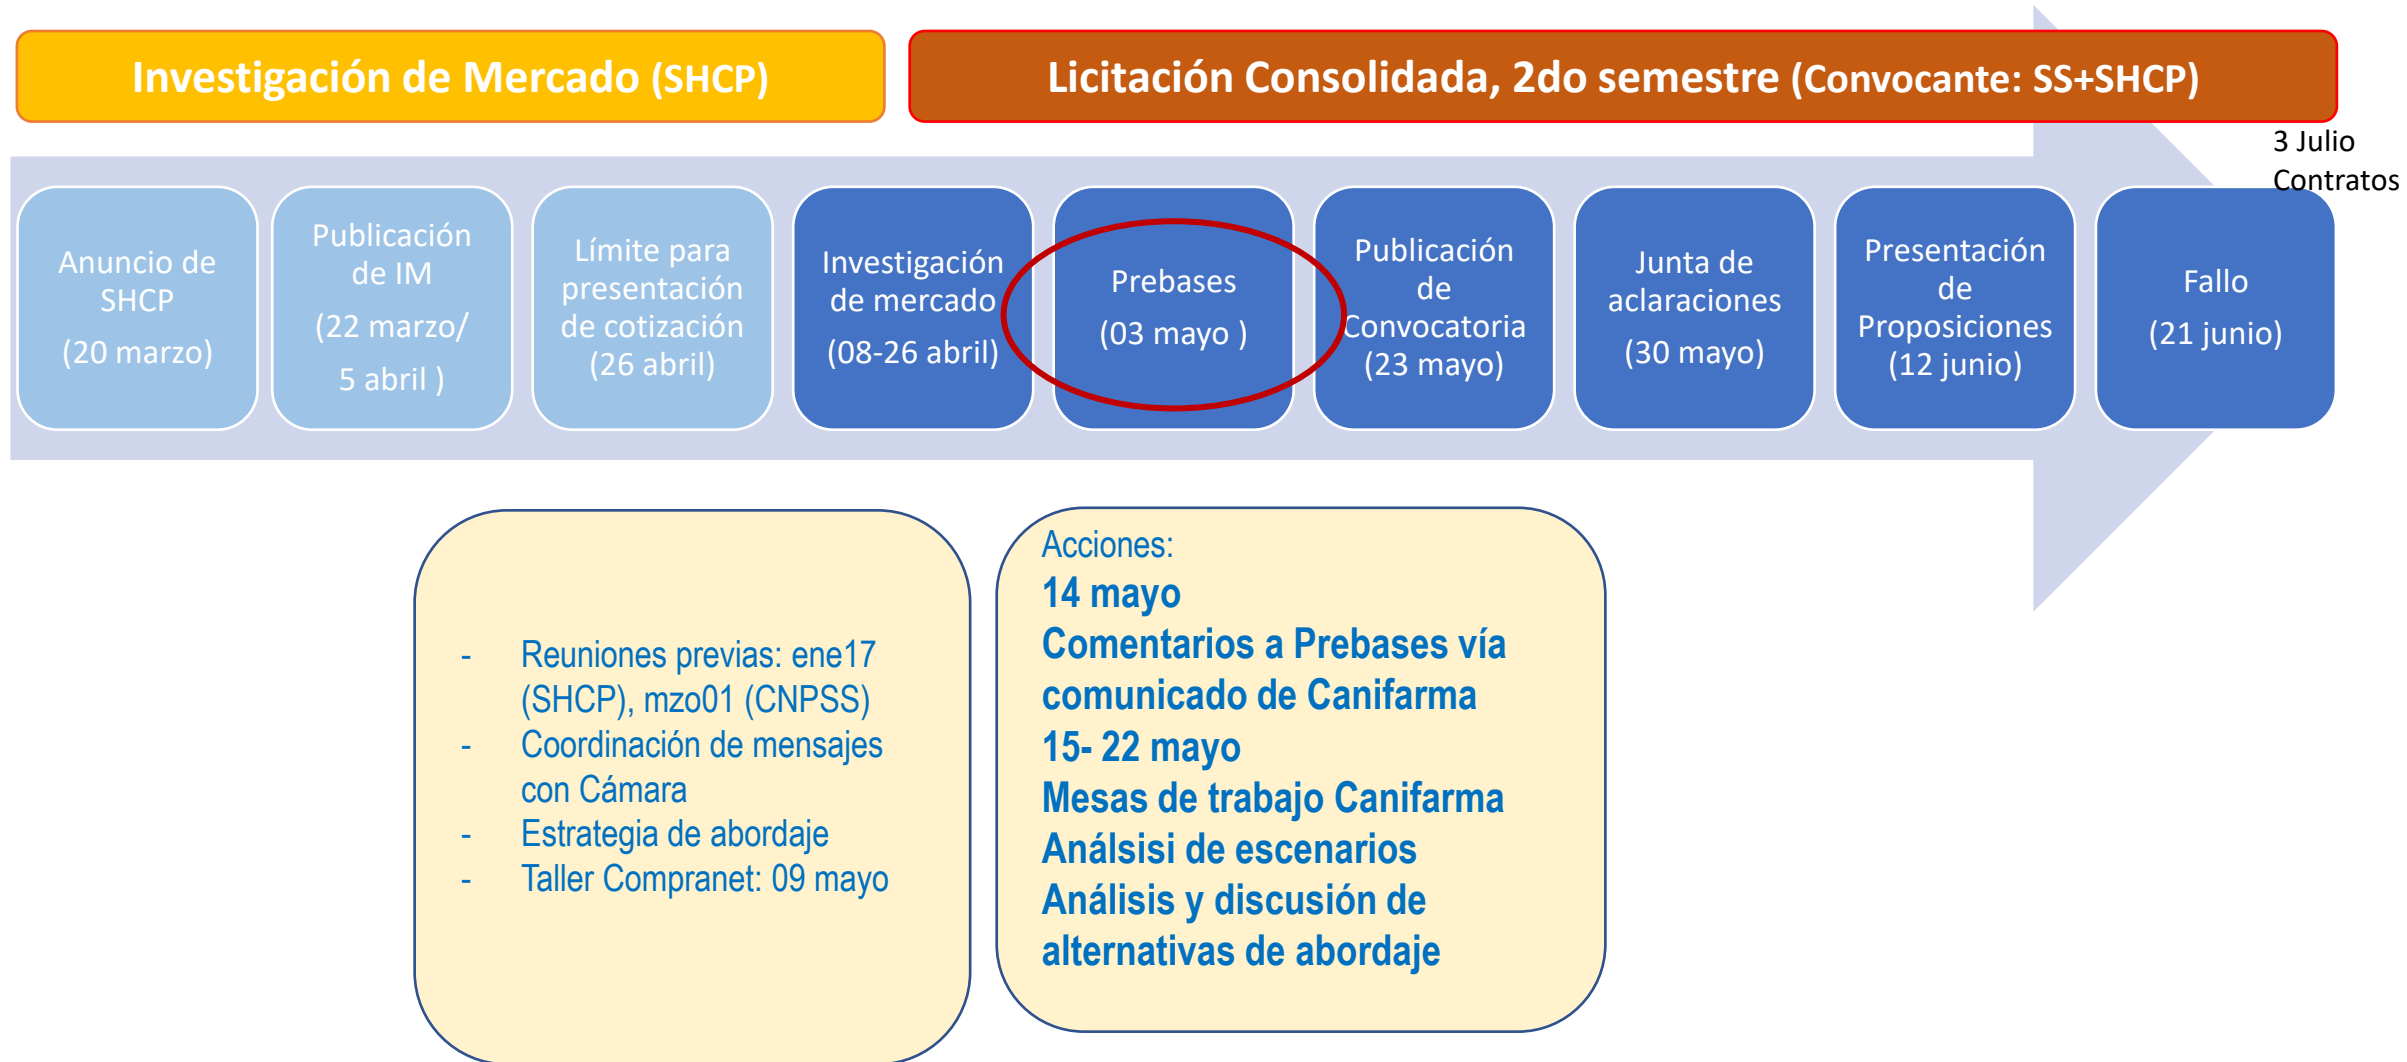 Investigación de Mercado (SHCP)
Licitación Consolidada, 2do semestre (Convocante: SS+SHCP)
3 Julio
Contratos
Anuncio de
SHCP
(20 marzo)
Publicación
de IM
(22 marzo/
5 abril )
Límite para
presentación
de cotización
(26 abril)
Investigación
de mercado
(08-26 abril)
Prebases
(03 mayo )
Publicación
de
Convocatoria
(23 mayo)
Junta de
aclaraciones
(30 mayo)
Presentación
de
Proposiciones
(12 junio)
Fallo
(21 junio)
- Reuniones previas: ene17
(SHCP), mzo01 (CNPSS)
- Coordinación de mensajes
con Cámara
- Estrategia de abordaje
- Taller Compranet: 09 mayo
Acciones:
14 mayo
Comentarios a Prebases vía
comunicado de Canifarma
15- 22 mayo
Mesas de trabajo Canifarma
Análsisi de escenarios
Análisis y discusión de
alternativas de abordaje